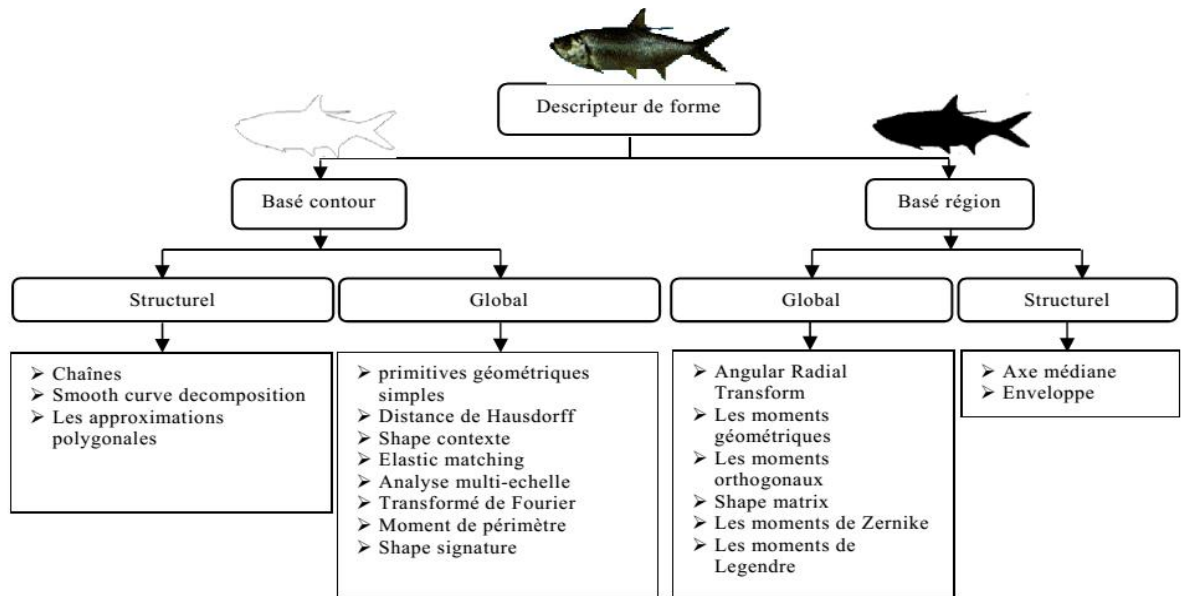 Descripteur de forme
Basé contour
Basé région
Structurel
Global
Global
Structurel
➢ Chaînes
➢ Smooth curve decomposition
➢ Les approximations
polygonales
➢ primitives géométriques
simples
➢ Distance de Hausdorff
➢ Shape contexte
➢ Elastic matching
➢ Analyse multi-echelle
➢ Transformé de Fourier
➢ Moment de périmètre
➢ Shape signature
➢ Angular Radial
Transform
➢ Les moments
géométriques
➢ Les moments
orthogonaux
➢ Shape matrix
➢ Les moments de Zernike
➢ Les moments de
Legendre
➢ Axe médiane
➢ Enveloppe